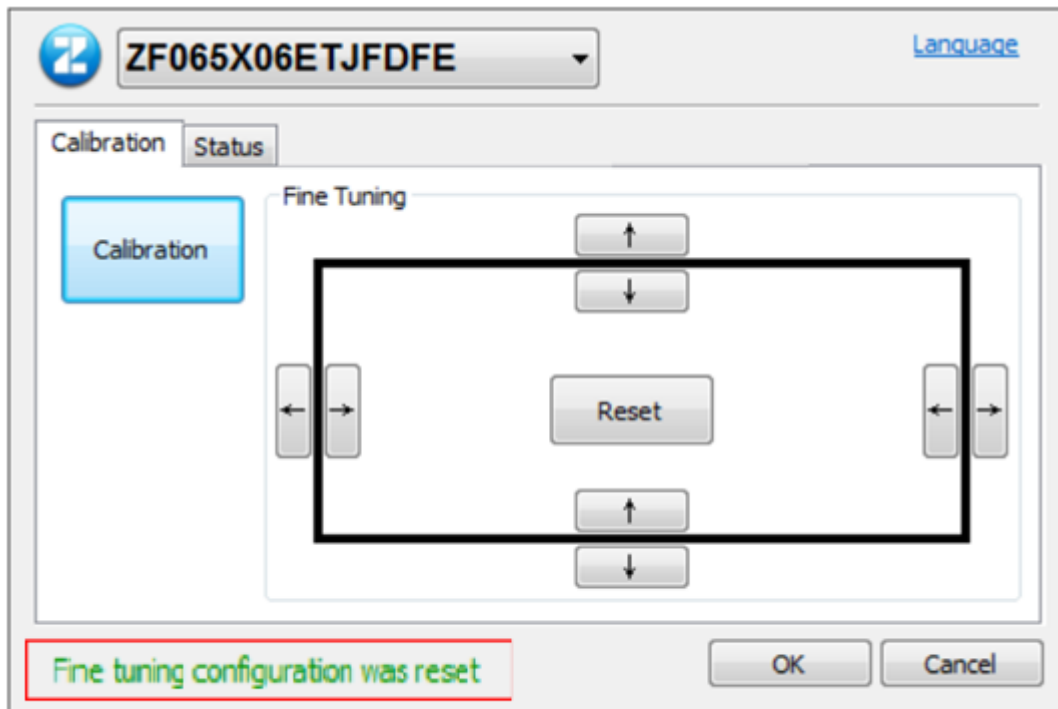 ZF065X06ETJFDFE
Language
Calibration
Status
Calibration
Fine Tuning
↑
↓
← → Reset ← →
↑
↓
Fine tuning configuration was reset
OK
Cancel